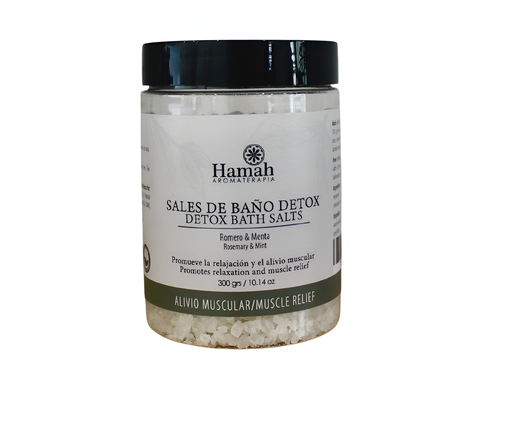 Hamah
AROMATERAPIA
SALES DE BAÑO DETOX
DETOX BATH SALTS
Romero & Menta
Rosemary & Mint
Promueve la relajación y el alivio muscular
Promotes relaxation and muscle relief
300 grs / 10.14 oz
ALIVIO MUSCULAR/MUSCLE RELIEF